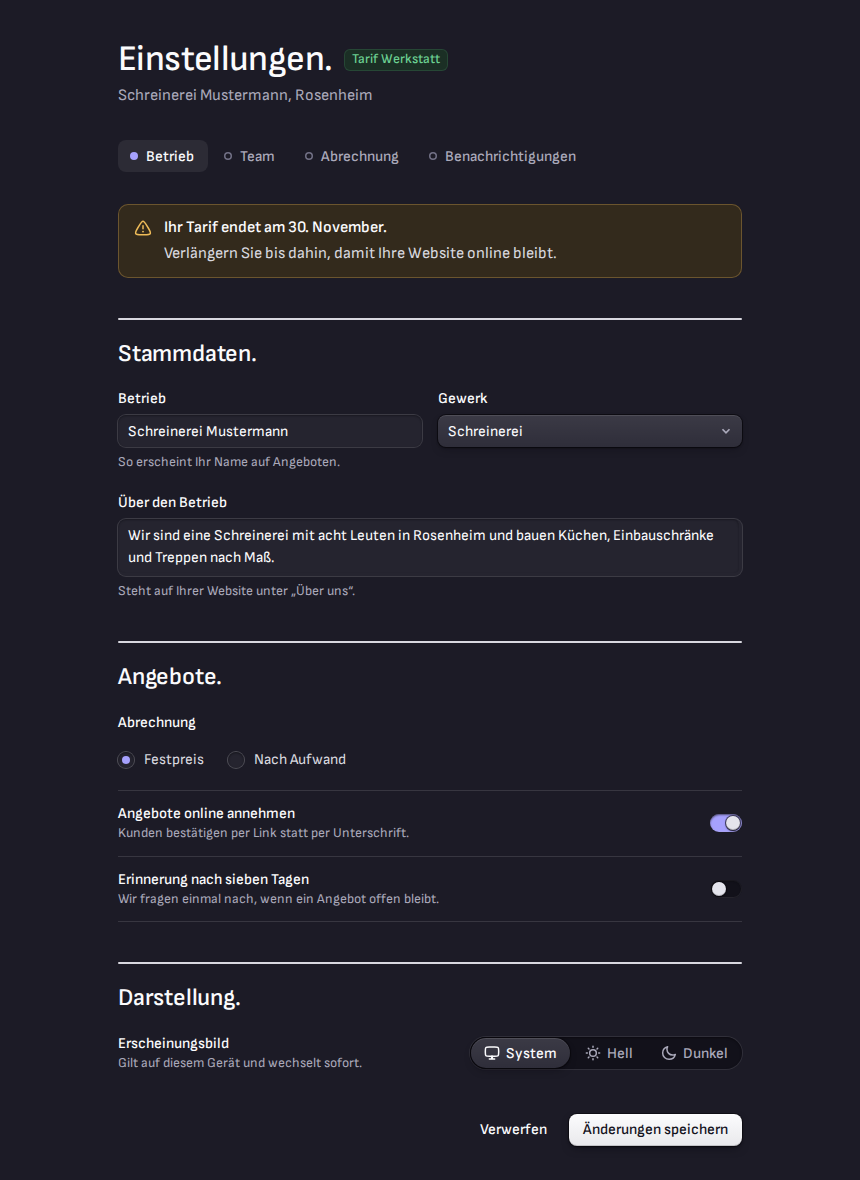 Einstellungen.
Tarif Werkstatt
Schreinerei Mustermann, Rosenheim
Betrieb
Team
Abrechnung
Benachrichtigungen
Ihr Tarif endet am 30. November.
Verlängern Sie bis dahin, damit Ihre Website online bleibt.
Stammdaten.
Betrieb
Gewerk
Schreinerei Mustermann
Schreinerei
So erscheint Ihr Name auf Angeboten.
Über den Betrieb
Wir sind eine Schreinerei mit acht Leuten in Rosenheim und bauen Küchen, Einbauschränke
und Treppen nach Maß.
Steht auf Ihrer Website unter „Über uns“.
Angebote.
Abrechnung
Festpreis
Nach Aufwand
Angebote online annehmen
Kunden bestätigen per Link statt per Unterschrift.
Erinnerung nach sieben Tagen
Wir fragen einmal nach, wenn ein Angebot offen bleibt.
Darstellung.
Erscheinungsbild
Gilt auf diesem Gerät und wechselt sofort.
System
Hell
Dunkel
Verwerfen
Änderungen speichern